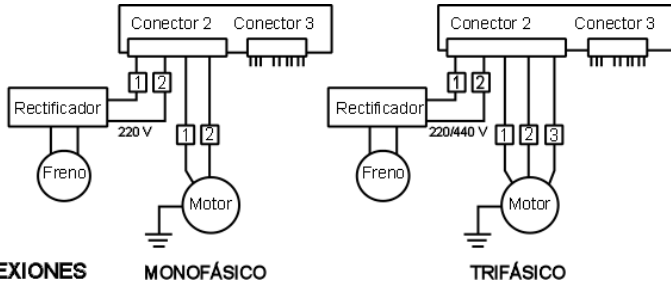 Conector 2 Conector 3
1 2
Rectificador
220 V
1 2
Freno
Motor
MONOFÁSICO
Conector 2 Conector 3
1 2
Rectificador
220/440 V
1 2 3
Freno
Motor
TRIFÁSICO
EXIONES